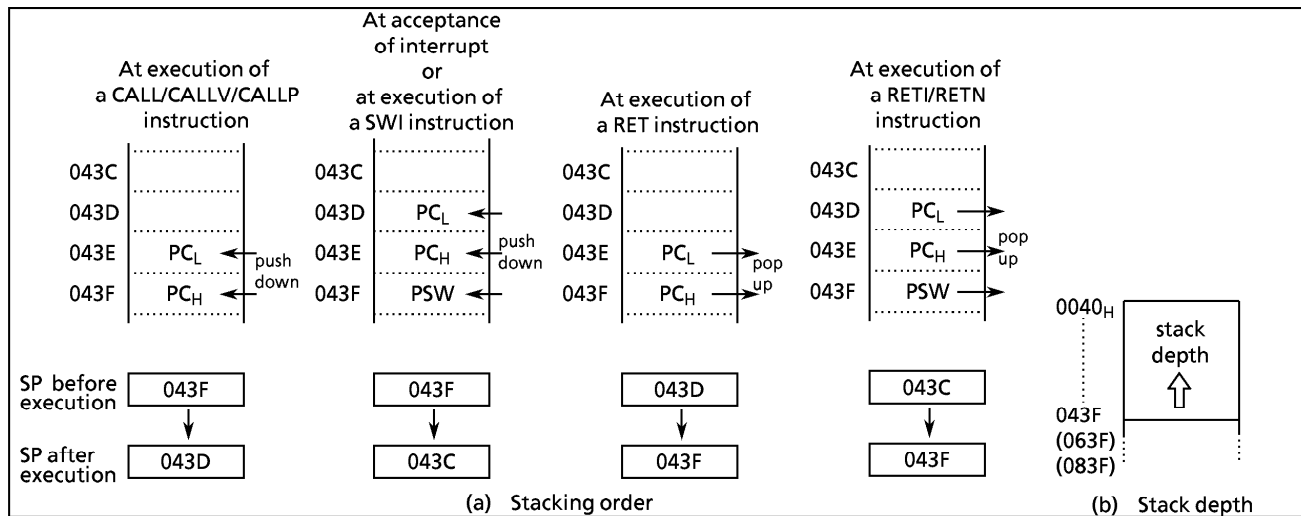 At execution of
a CALL/CALLV/CALLP
instruction
043C
043D
043E PCL
043F PCH
push
down
At acceptance
of interrupt
or
at execution of
a SWI instruction
043C
043D PCL
043E PCH
043F PSW
push
down
At execution of
a RET instruction
043C
043D
043E PCL
043F PCH
pop
up
At execution of
a RETI/RETN
instruction
043C
043D PCL
043E PCH
043F PSW
pop
up
SP before
execution
043F 043F 043D 043C
SP after
execution
043D 043C 043F 043F
(a) Stacking order
0040H
stack
depth
043F
(063F)
(083F)
(b) Stack depth